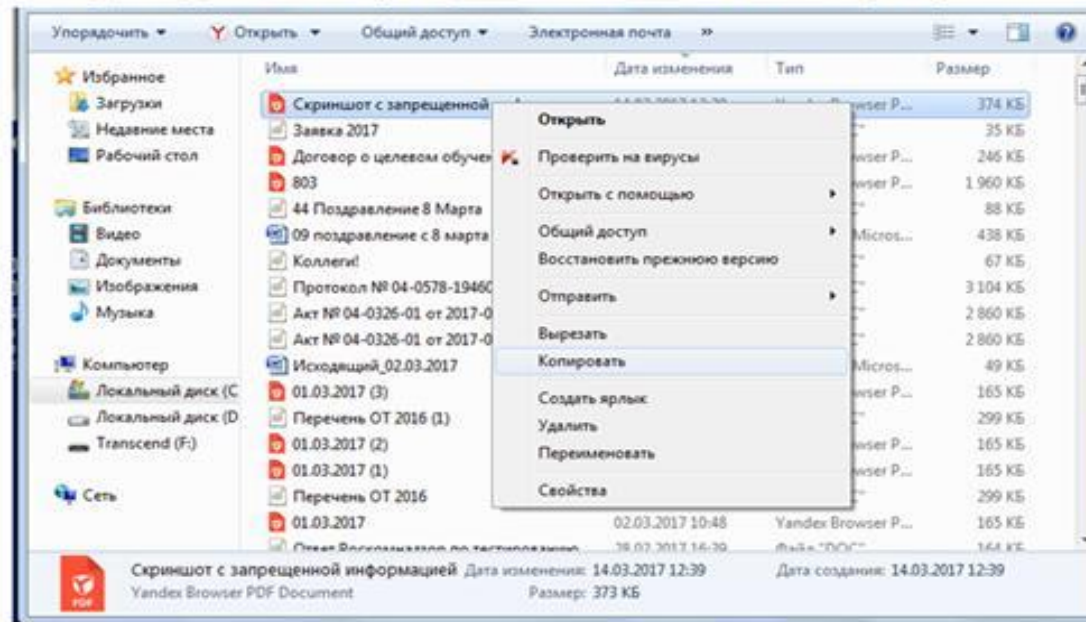 Упорядочить Открыть Общий доступ Электронная почта »
Имя Дата изменения Тип Размер
Избранное
Загрузки
Недавние места
Рабочий стол
Библиотеки
Видео
Документы
Изображения
Музыка
Компьютер
Локальный диск (C
Локальный диск (D
Transcend (F:)
Сеть
Скриншот с запрещенной 374 КБ
Заявка 2017 35 КБ
Договор о целевом обучен wser P... 246 КБ
803 wser P... 1 960 КБ
44 Поздравление 8 Марта 88 КБ
09 поздравление с 8 марта Micros... 438 КБ
Коллеги! 67 КБ
Протокол № 04-0578-19460 3 104 КБ
Акт № 04-0326-01 от 2017-0 2 860 КБ
Акт № 04-0326-01 от 2017-0 2 860 КБ
Исходящий_02.03.2017 Micros... 49 КБ
01.03.2017 (3) wser P... 165 КБ
Перечень ОТ 2016 (1) 299 КБ
01.03.2017 (2) wser P... 165 КБ
01.03.2017 (1) wser P... 165 КБ
Перечень ОТ 2016 299 КБ
01.03.2017 02.03.2017 10:48 Yandex Browser P... 165 КБ
Открыть
Проверить на вирусы
Открыть с помощью
Общий доступ
Восстановить прежнюю версию
Отправить
Вырезать
Копировать
Создать ярлык
Удалить
Переименовать
Свойства
Скриншот с запрещенной информацией Дата изменения: 14.03.2017 12:39 Дата создания: 14.03.2017 12:39
Yandex Browser PDF Document Размер: 373 КБ
PDF